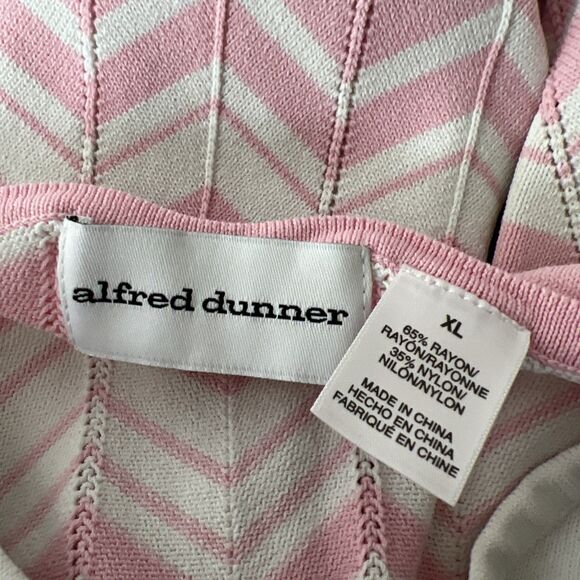 alfred dunner
XL
65% RAYON/
RAYÓN/RAYONNE
35% NYLON/
NILÓN/NYLON
MADE IN CHINA
HECHO EN CHINA
FABRIQUÉ EN CHINE